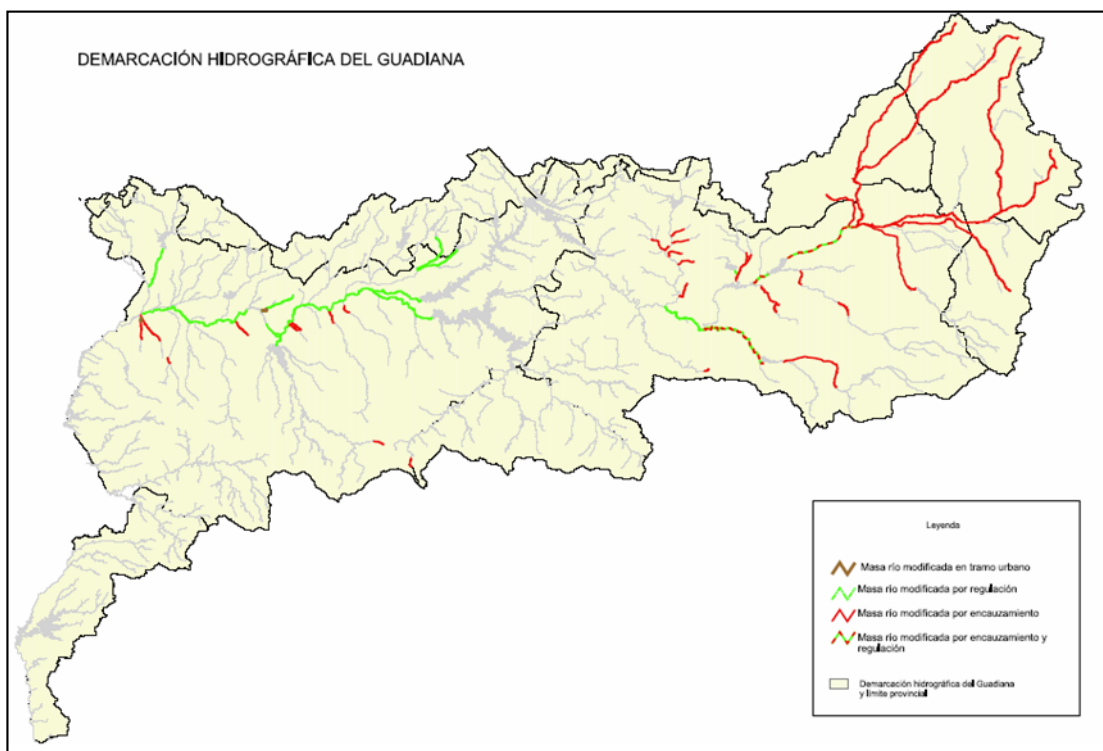 DEMARCACIÓN HIDROGRÁFICA DEL GUADIANA
Leyenda
Masa río modificada en tramo urbano
Masa río modificada por regulación
Masa río modificada por encauzamiento
Masa río modificada por encauzamiento y
regulación
Demarcación hidrográfica del Guadiana
y límite provincial